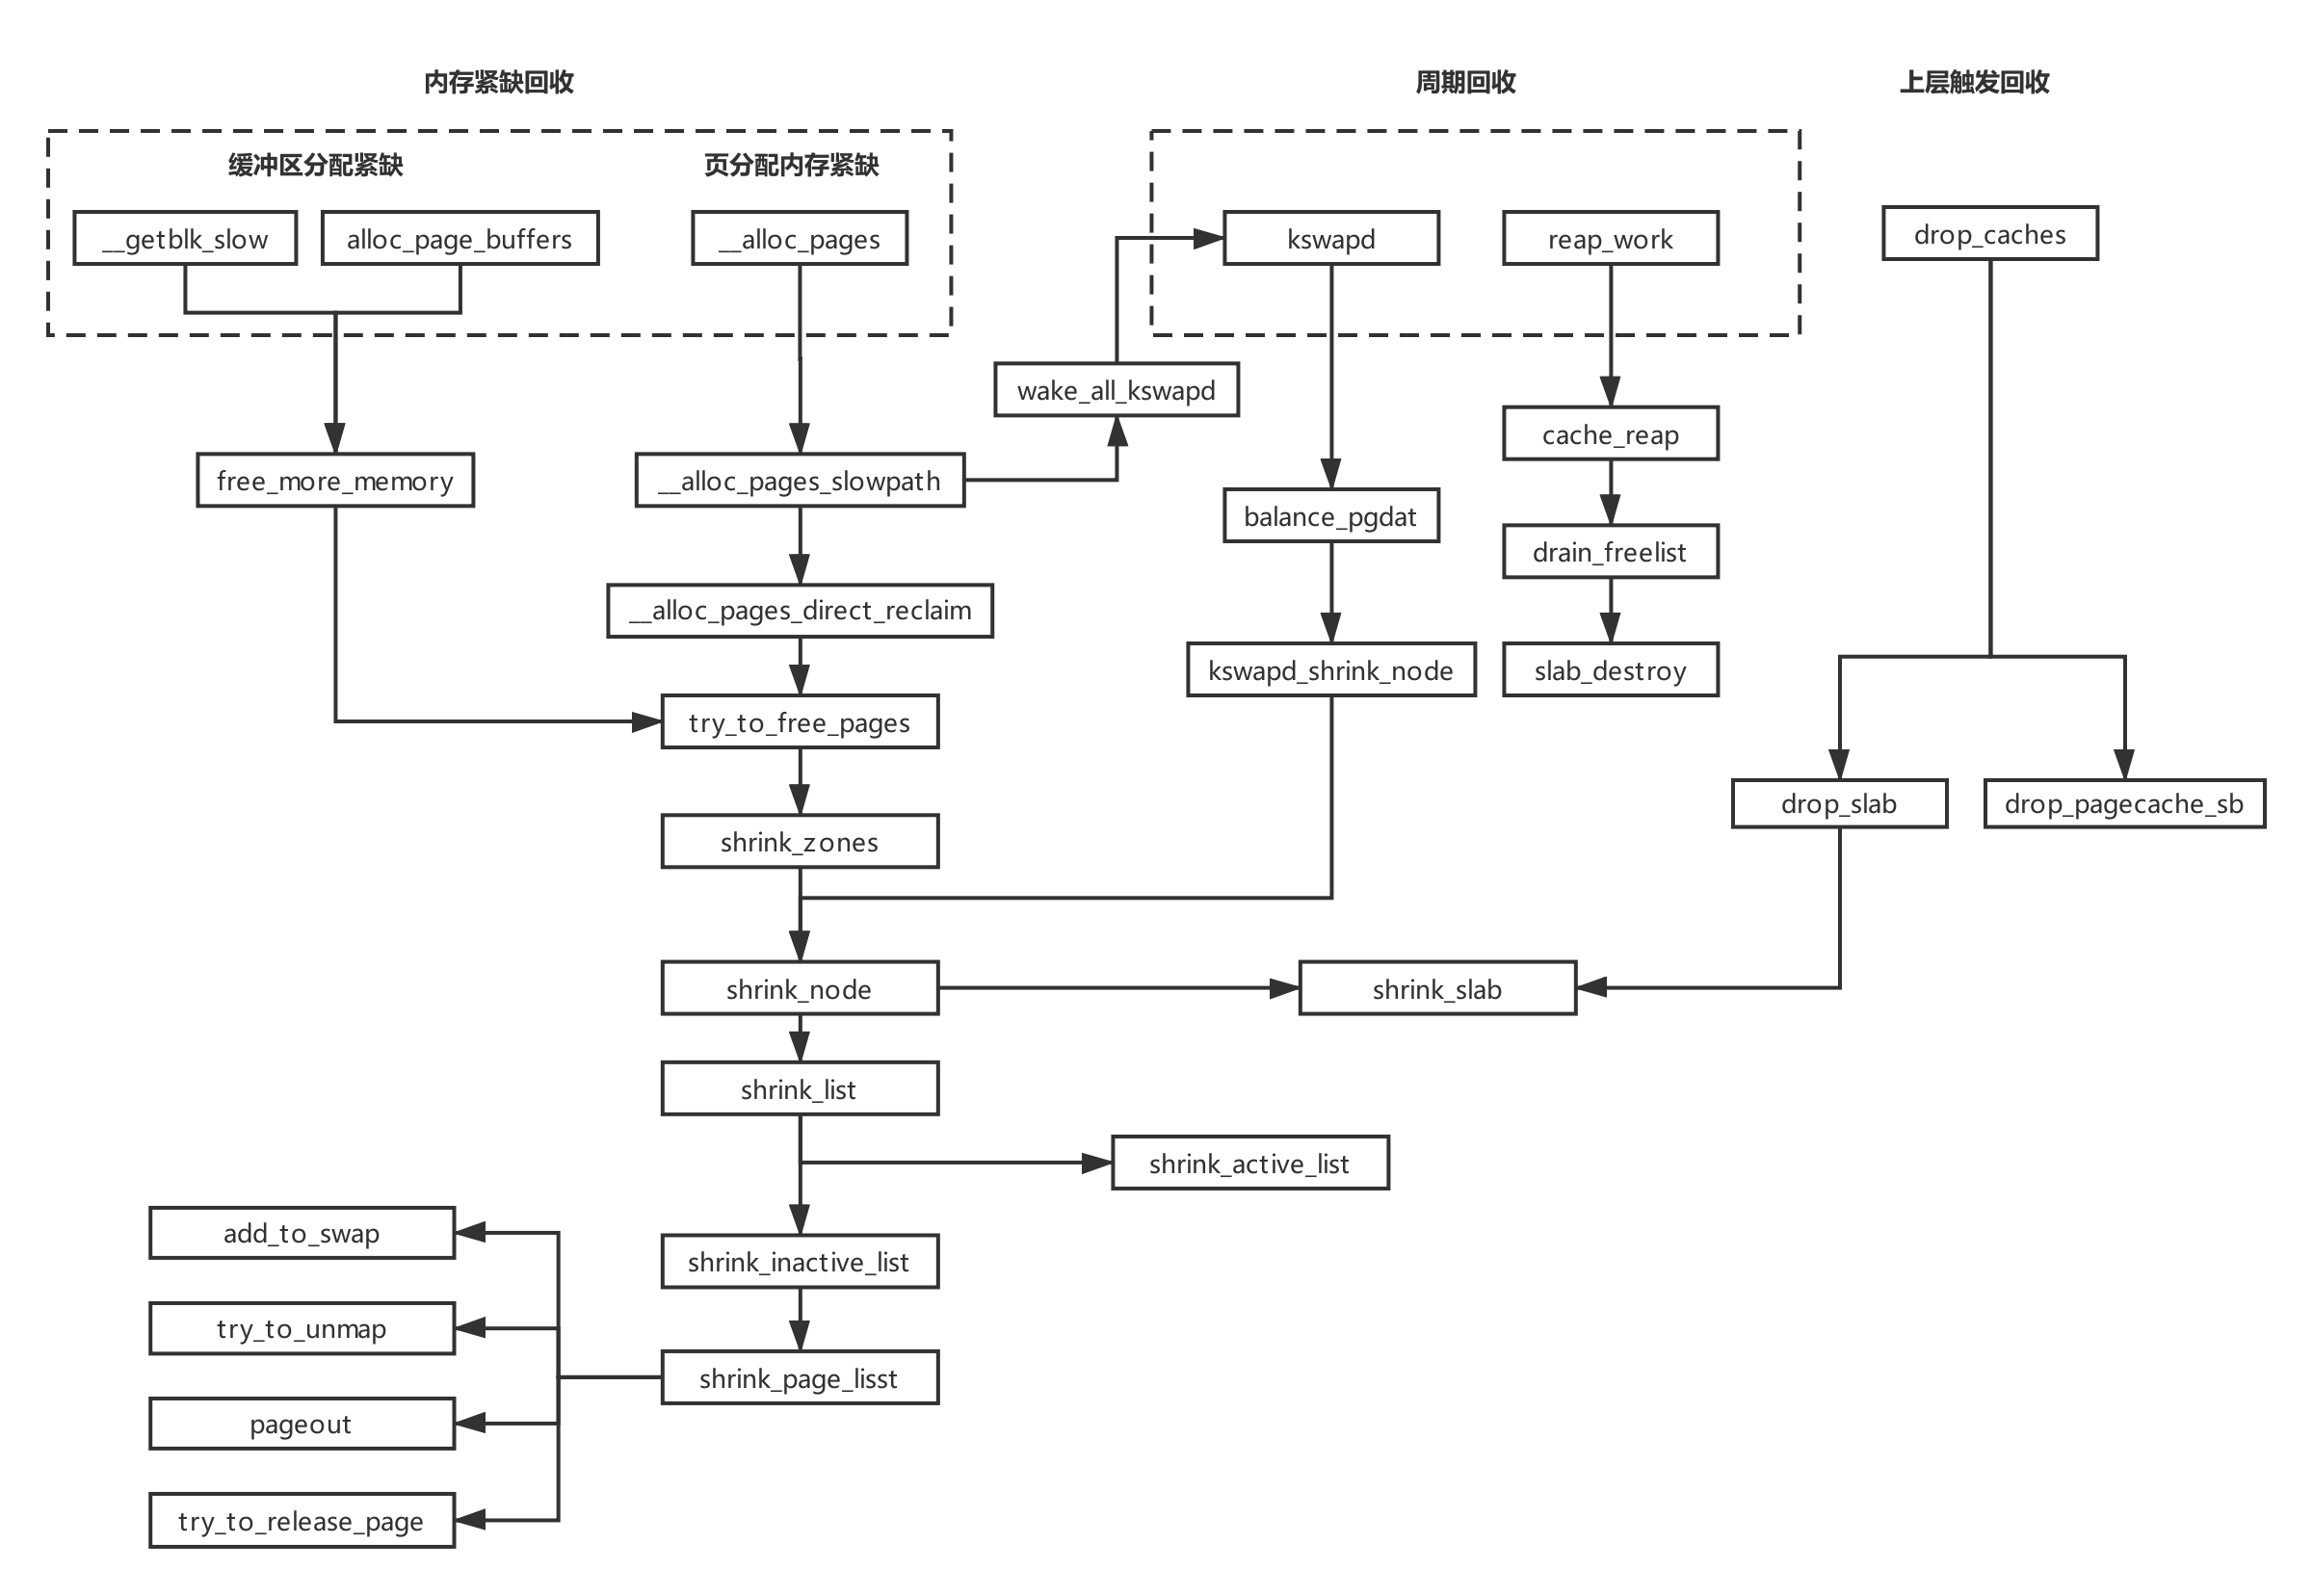 内存紧缺回收
周期回收
上层触发回收
缓冲区分配紧缺
页分配内存紧缺
__getblk_slow
alloc_page_buffers
__alloc_pages
kswapd
reap_work
drop_caches
wake_all_kswapd
cache_reap
free_more_memory
__alloc_pages_slowpath
balance_pgdat
drain_freelist
__alloc_pages_direct_reclaim
kswapd_shrink_node
slab_destroy
try_to_free_pages
drop_slab
drop_pagecache_sb
shrink_zones
shrink_node
shrink_slab
shrink_list
shrink_active_list
add_to_swap
shrink_inactive_list
try_to_unmap
shrink_page_lisst
pageout
try_to_release_page